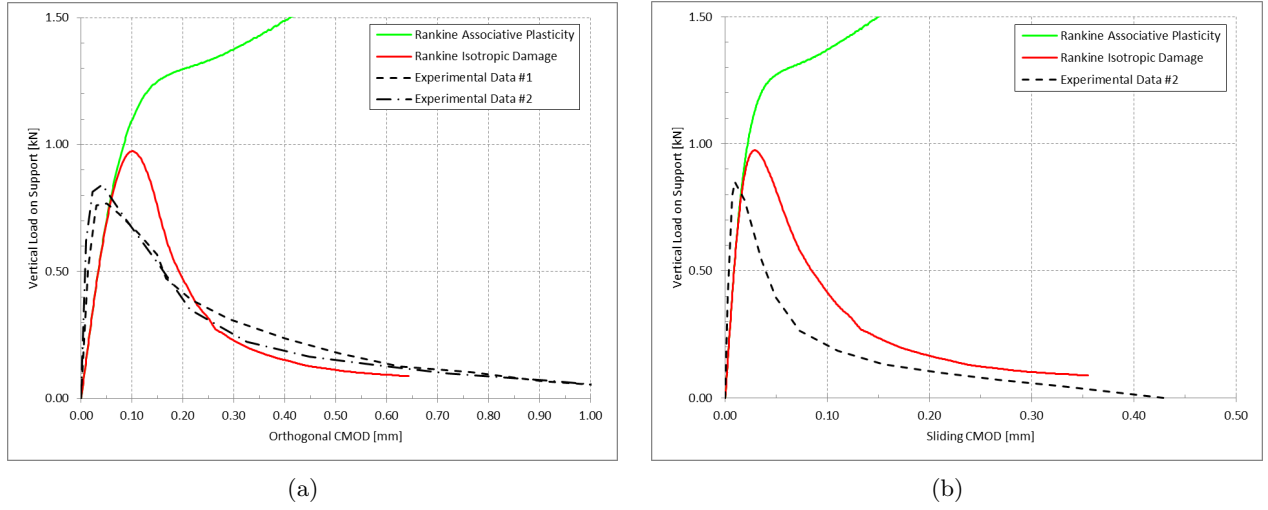 1.50
1.00
0.50
0.00
Vertical Load on Support [kN]
Rankine Associative Plasticity
Rankine Isotropic Damage
Experimental Data #1
Experimental Data #2
0.00 0.10 0.20 0.30 0.40 0.50 0.60 0.70 0.80 0.90 1.00
Orthogonal CMOD [mm]
(a)
1.50
1.00
0.50
0.00
Vertical Load on Support [kN]
Rankine Associative Plasticity
Rankine Isotropic Damage
Experimental Data #2
0.00 0.10 0.20 0.30 0.40 0.50
Sliding CMOD [mm]
(b)